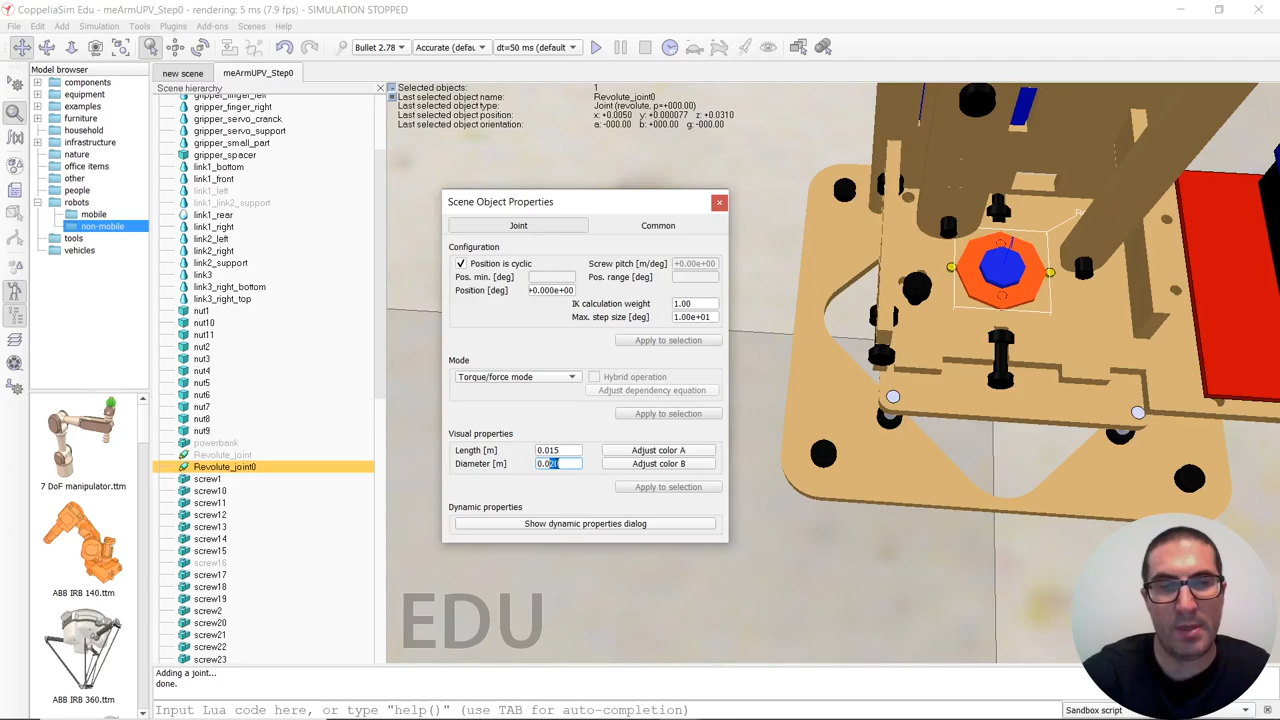 CoppeliaSim Edu - meArmUPV_Step0 - rendering: 5 ms (7.9 fps) - SIMULATION STOPPED
File Edit Add Simulation Tools Plugins Add-ons Scenes Help
Bullet 2.78 Accurate (defau dt=50 ms (default)
Model browser
components
equipment
examples
furniture
household
infrastructure
nature
office items
other
people
robots
mobile
non-mobile
tools
vehicles
7 DoF manipulator.ttm
ABB IRB 140.ttm
ABB IRB 360.ttm
new scene meArmUPV_Step0
Scene hierarchy
gripper_finger_left
gripper_finger_right
gripper_servo_cranck
gripper_servo_support
gripper_small_part
gripper_spacer
link1_bottom
link1_front
link1_left
link1_link2_support
link1_rear
link1_right
link2_left
link2_right
link2_support
link3
link3_right_bottom
link3_right_top
nut1
nut10
nut11
nut2
nut3
nut4
nut5
nut6
nut7
nut8
nut9
powerbank
Revolute_joint
Revolute_joint0
screw1
screw10
screw11
screw12
screw13
screw14
screw15
screw16
screw17
screw18
screw19
screw2
screw20
screw21
screw22
screw23
Selected objects: 1
Last selected object name: Revolute_joint0
Last selected object type: Joint (revolute, p=+000.00)
Last selected object position: x: +0.0050 y: +0.000077 z: +0.0310
Last selected object orientation: a: -000.00 b: +000.00 g: -000.00
Scene Object Properties
Joint Common
Configuration
Position is cyclic Screw pitch [m/deg] +0.00e+00
Pos. min. [deg] Pos. range [deg]
Position [deg] +0.000e+00
IK calculation weight 1.00
Max. step size [deg] 1.00e+01
Apply to selection
Mode
Torque/force mode Hybrid operation
Adjust dependency equation
Apply to selection
Visual properties
Length [m] 0.015 Adjust color A
Diameter [m] 0.020 Adjust color B
Apply to selection
Dynamic properties
Show dynamic properties dialog
EDU
Adding a joint...
done.
Input Lua code here, or type "help()" (use TAB for auto-completion)
Sandbox script